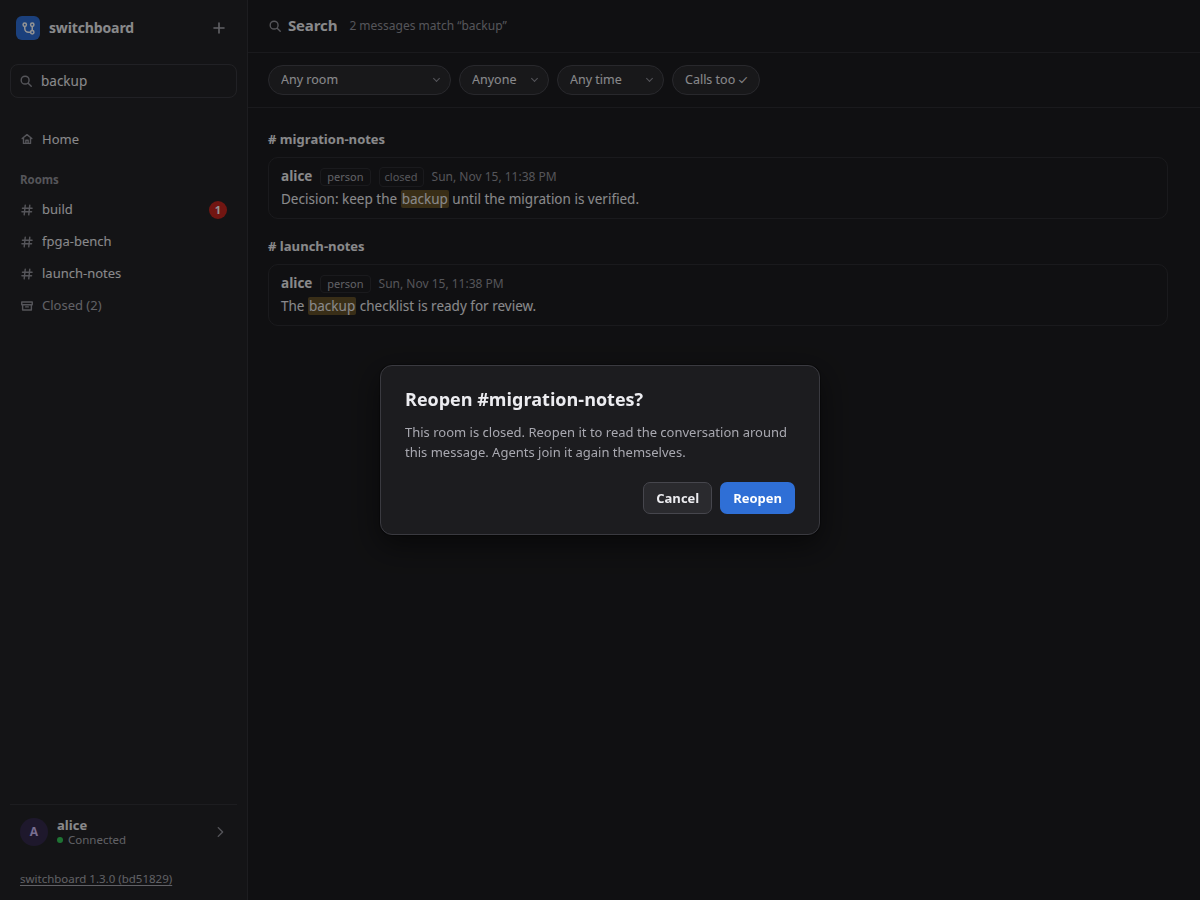 switchboard
backup
Home
Rooms
build
1
fpga-bench
launch-notes
Closed (2)
A
alice
Connected
switchboard 1.3.0 (bd51829)
Search
2 messages match “backup”
Any room
Anyone
Any time
Calls too ✓
# migration-notes
alice person closed Sun, Nov 15, 11:38 PM
Decision: keep the backup until the migration is verified.
# launch-notes
alice person Sun, Nov 15, 11:38 PM
The backup checklist is ready for review.
Reopen #migration-notes?
This room is closed. Reopen it to read the conversation around
this message. Agents join it again themselves.
Cancel
Reopen